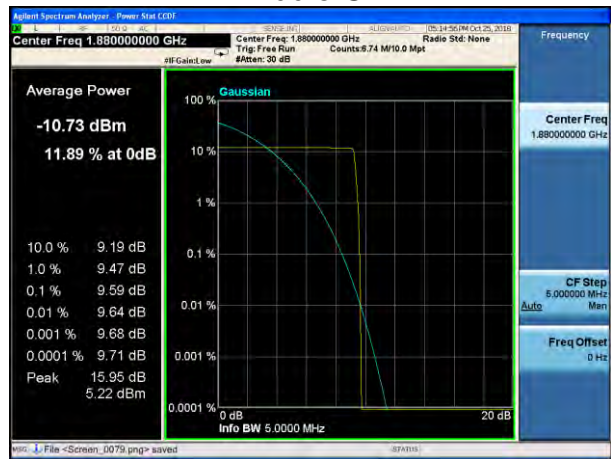 Agilent Spectrum Analyzer - Power Stat CCDF
Center Freq 1.880000000 GHz
#IFGain:Low
SENSE:INT
Center Freq: 1.880000000 GHz
Trig: Free Run
Counts:6.74 M/10.0 Mpt
#Atten: 30 dB
05:14:56 PM Oct 25, 2018
Radio Std: None
Frequency
Average Power
-10.73 dBm
11.89 % at 0dB
10.0 % 9.19 dB
1.0 % 9.47 dB
0.1 % 9.59 dB
0.01 % 9.64 dB
0.001 % 9.68 dB
0.0001 % 9.71 dB
Peak 15.95 dB
5.22 dBm
Gaussian
100 %
10 %
1 %
0.1 %
0.01 %
0.001 %
0.0001 %
0 dB
20 dB
Info BW 5.0000 MHz
Center Freq
1.880000000 GHz
CF Step
5.000000 MHz
Auto Man
Freq Offset
0 Hz
MSG File <Screen_0079.png> saved
STATUS